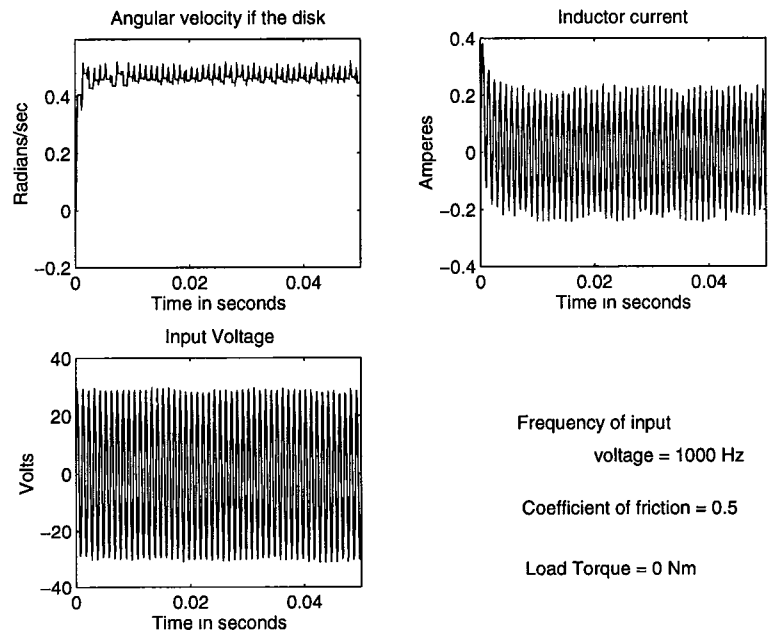 Angular velocity if the disk
Radians/sec
0.4
0.2
0
−0.2
0
0.02
0.04
Time in seconds
Inductor current
Amperes
0.4
0.2
0
−0.2
−0.4
0
0.02
0.04
Time in seconds
Input Voltage
Volts
40
20
0
−20
−40
0
0.02
0.04
Time in seconds
Frequency of input
voltage = 1000 Hz
Coefficient of friction = 0.5
Load Torque = 0 Nm